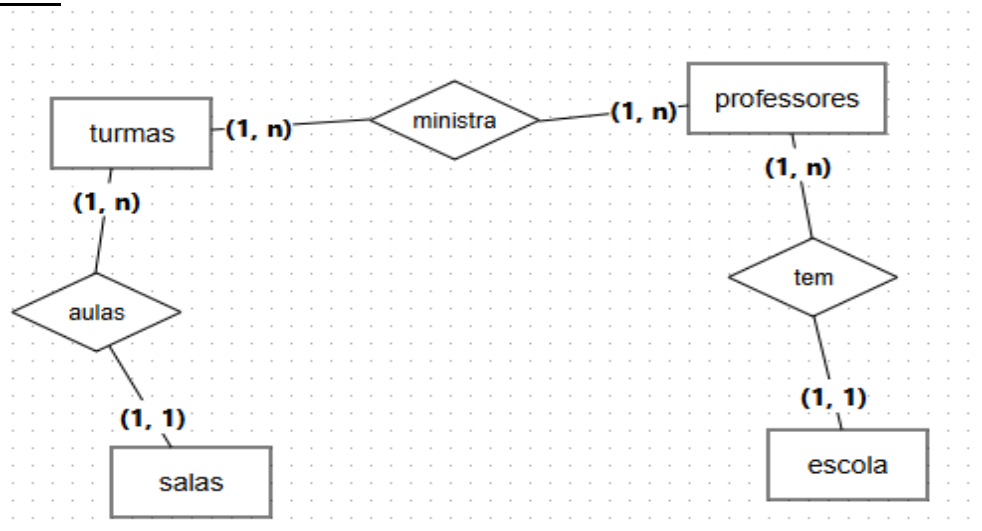 professores
turmas
(1, n)
ministra
(1, n)
(1, n)
(1, n)
tem
aulas
(1, 1)
(1, 1)
salas
escola